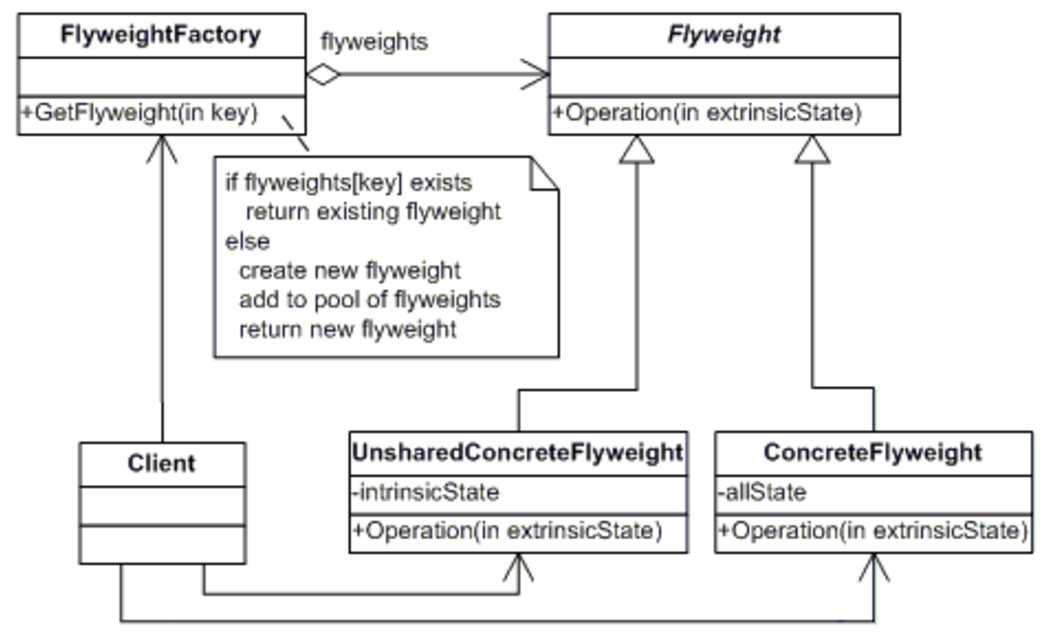 FlyweightFactory
+GetFlyweight(in key)
flyweights
Flyweight
+Operation(in extrinsicState)
if flyweights[key] exists
return existing flyweight
else
create new flyweight
add to pool of flyweights
return new flyweight
Client
UnsharedConcreteFlyweight
-intrinsicState
+Operation(in extrinsicState)
ConcreteFlyweight
-allState
+Operation(in extrinsicState)